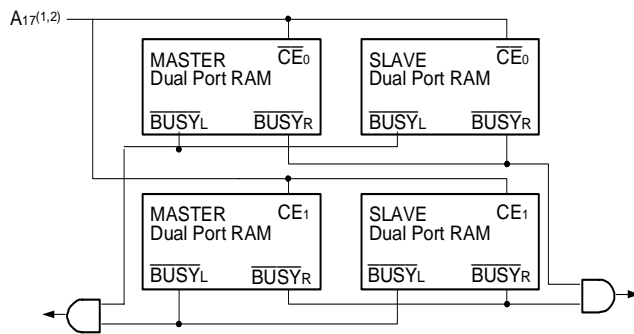 A17(1,2)
MASTER
Dual Port RAM
CE0
BUSYL
BUSYR
SLAVE
Dual Port RAM
CE0
BUSYL
BUSYR
MASTER
Dual Port RAM
CE1
BUSYL
BUSYR
SLAVE
Dual Port RAM
CE1
BUSYL
BUSYR